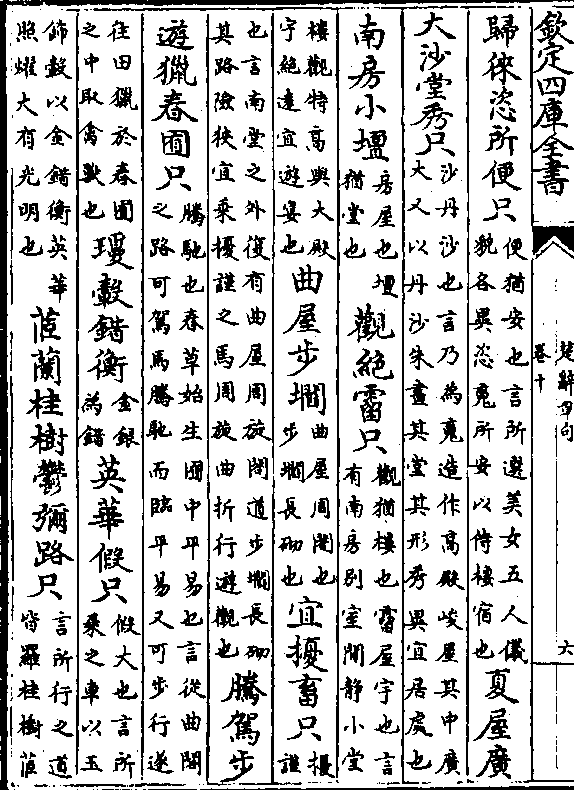 欽定四庫全書
楚辭章句
卷十
六
歸徠恣所便只便猶安也言所選美女五人儀
貌各異恣䰟所安以侍棲宿也夏屋廣
大沙堂秀只沙丹沙也言乃為䰟造作高殿峻屋其中廣
大又以丹沙朱畫其堂其形秀異宜居處也
南房小壇房屋也壇
猶堂也觀絕霤只觀猶樓也霤屋宇也言
有南房别室閒静小堂
樓觀特高與大殿
宇絶逺宜遊宴也曲屋步壛曲屋周閣也
步壛長砌也宜擾畜只擾
謹
也言南堂之外復有曲屋周旋閣道步壛長砌
其路險狹宜乗擾謹之馬周旋曲折行遊觀也騰駕步
遊獵春囿只騰馳也春草始生囿中平易也言從曲閣
之路可駕馬騰馳而臨平易又可步行遂
往田獵於春囿
之中取禽獸也瓊轂錯衡金銀
為錯英華假只假大也言所
乗之車以玉
飾轂以金錯衡英華
照燿大有光明也茝蘭桂樹鬱彌路只言所行之道
皆羅桂樹茝